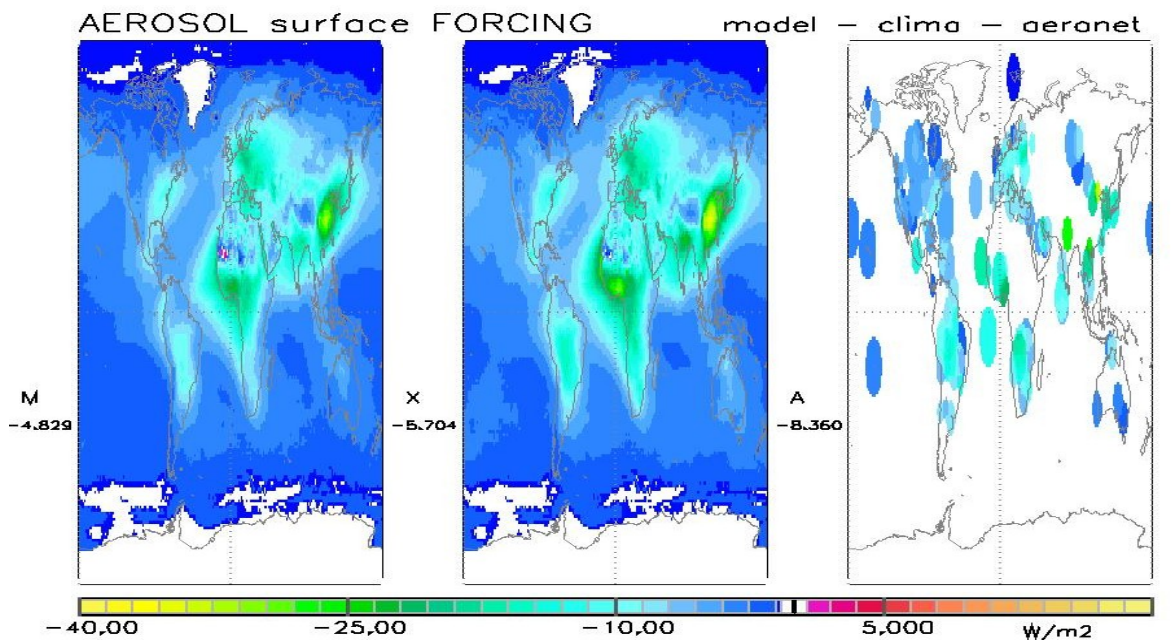 AEROSOL surface FORCING model – clima – aeronet
M X A
-4.829 -5.704 -8.360
-40,00 -25,00 -10,00 5,000 W/m2